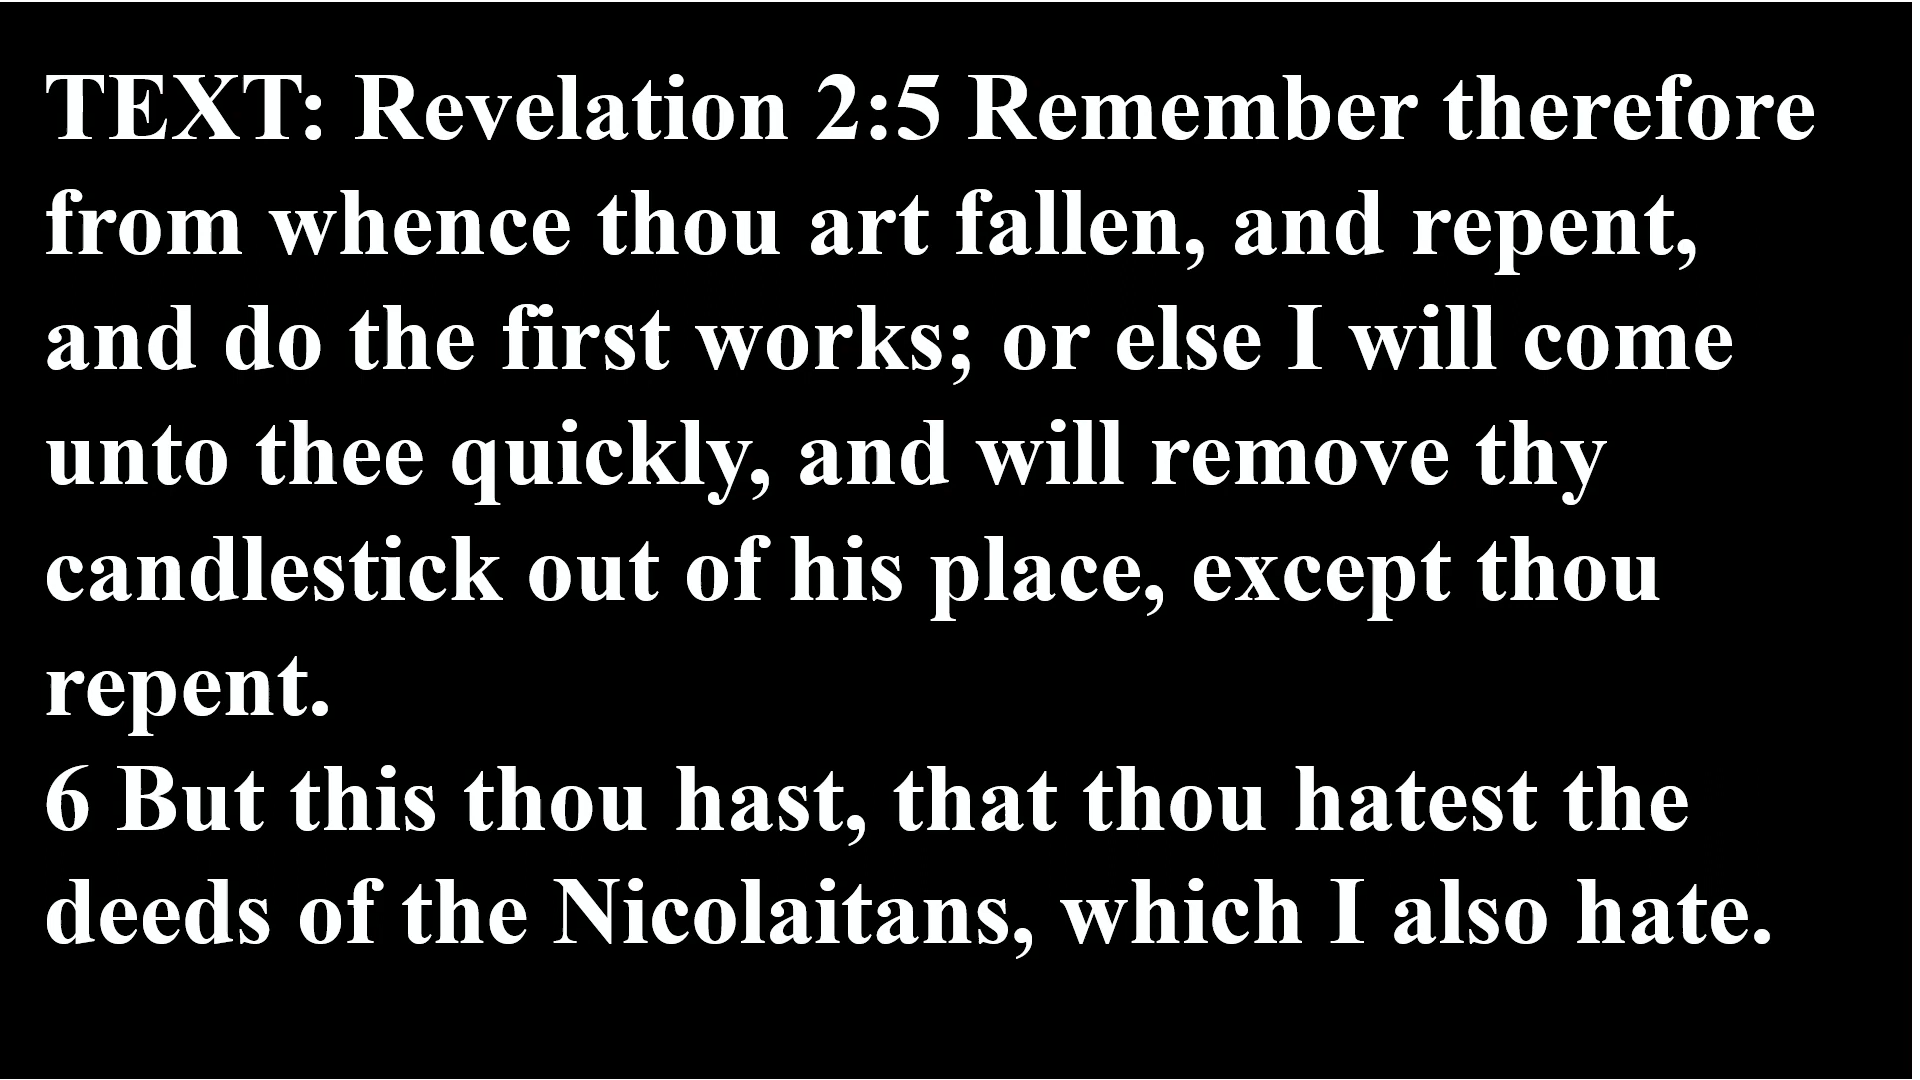 TEXT: Revelation 2:5 Remember therefore
from whence thou art fallen, and repent,
and do the first works; or else I will come
unto thee quickly, and will remove thy
candlestick out of his place, except thou
repent.
6 But this thou hast, that thou hatest the
deeds of the Nicolaitans, which I also hate.